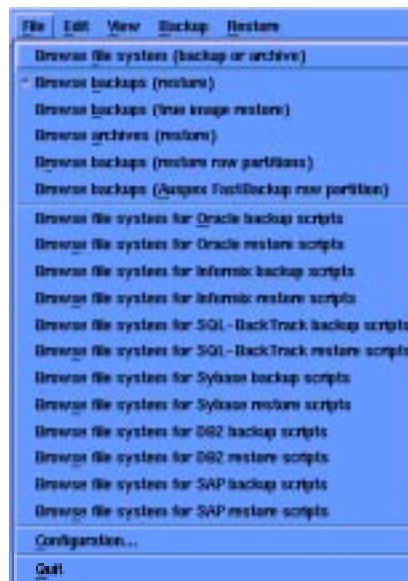 File Edit View Backup Restore
Browse file system (backup or archive)
Browse backups (restore)
Browse backups (true image restore)
Browse archives (restore)
Browse backups (restore raw partitions)
Browse backups (Auspex FastBackup raw partition)
Browse file system for Oracle backup scripts
Browse file system for Oracle restore scripts
Browse file system for Informix backup scripts
Browse file system for Informix restore scripts
Browse file system for SQL-BackTrack backup scripts
Browse file system for SQL-BackTrack restore scripts
Browse file system for Sybase backup scripts
Browse file system for Sybase restore scripts
Browse file system for DB2 backup scripts
Browse file system for DB2 restore scripts
Browse file system for SAP backup scripts
Browse file system for SAP restore scripts
Configuration...
Quit